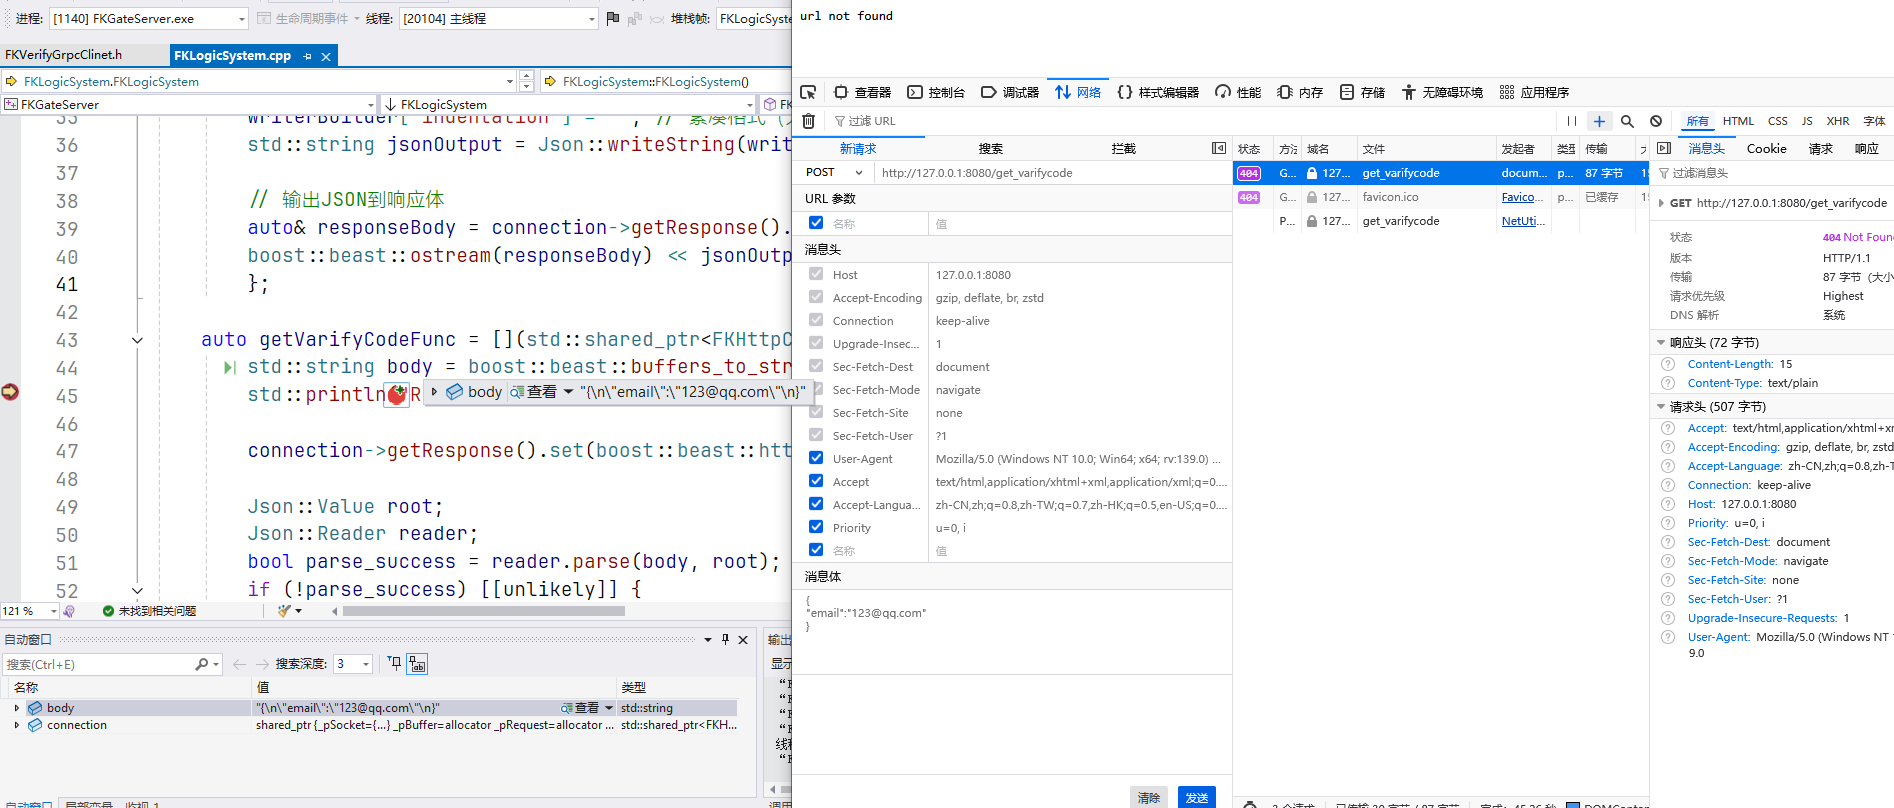 进程: [1140] FKGateServer.exe 生命周期事件 线程: [20104] 主线程 堆栈帧: FKLogicSyste
FKVerifyGrpcClinet.h FKLogicSystem.cpp
FKLogicSystem.FKLogicSystem FKLogicSystem::FKLogicSystem()
FKGateServer FKLogicSystem FK
35 writerBuilder["indentation"] = ""; // 紧凑格式
36 std::string jsonOutput = Json::writeString(writ
37
38 // 输出JSON到响应体
39 auto& responseBody = connection->getResponse().
40 boost::beast::ostream(responseBody) << jsonOutp
41 };
42
43 auto getVarifyCodeFunc = [](std::shared_ptr<FKHttpC
44 std::string body = boost::beast::buffers_to_str
45 std::println R
body 查看 "{\n\"email\":\"123@qq.com\"\n}"
46
47 connection->getResponse().set(boost::beast::htt
48
49 Json::Value root;
50 Json::Reader reader;
51 bool parse_success = reader.parse(body, root);
52 if (!parse_success) [[unlikely]] {
121 % 未找到相关问题
自动窗口 输出
搜索(Ctrl+E) 搜索深度: 3 显示
名称 值 类型
body "{\n\"email\":\"123@qq.com\"\n}" 查看 std::string
connection shared_ptr {_pSocket={...} _pBuffer=allocator _pRequest=allocator ... std::shared_ptr<FKH...
自动窗口 局部变量 监视 1
url not found
查看器 控制台 调试器 网络 样式编辑器 性能 内存 存储 无障碍环境 应用程序
过滤 URL 所有 HTML CSS JS XHR 字体
新请求 搜索 拦截
POST http://127.0.0.1:8080/get_varifycode
URL 参数
名称 值
消息头
Host 127.0.0.1:8080
Accept-Encoding gzip, deflate, br, zstd
Connection keep-alive
Upgrade-Insec... 1
Sec-Fetch-Dest document
Sec-Fetch-Mode navigate
Sec-Fetch-Site none
Sec-Fetch-User ?1
User-Agent Mozilla/5.0 (Windows NT 10.0; Win64; x64; rv:139.0) ...
Accept text/html,application/xhtml+xml,application/xml;q=0....
Accept-Langua... zh-CN,zh;q=0.8,zh-TW;q=0.7,zh-HK;q=0.5,en-US;q=0....
Priority u=0, i
名称 值
消息体
{
"email":"123@qq.com"
}
清除 发送
状态 方法 域名 文件 发起者 类型 传输 大
404 G... 127... get_varifycode docum... p... 87 字节 15
404 G... 127... favicon.ico Favico... p... 已缓存 15
P... 127... get_varifycode NetUti...
消息头 Cookie 请求 响应
过滤消息头
GET http://127.0.0.1:8080/get_varifycode
状态 404 Not Foun
版本 HTTP/1.1
传输 87 字节 (大小
请求优先级 Highest
DNS 解析 系统
响应头 (72 字节)
Content-Length: 15
Content-Type: text/plain
请求头 (507 字节)
Accept: text/html,application/xhtml+xr
Accept-Encoding: gzip, deflate, br, zstd
Accept-Language: zh-CN,zh;q=0.8,zh-T
Connection: keep-alive
Host: 127.0.0.1:8080
Priority: u=0, i
Sec-Fetch-Dest: document
Sec-Fetch-Mode: navigate
Sec-Fetch-Site: none
Sec-Fetch-User: ?1
Upgrade-Insecure-Requests: 1
User-Agent: Mozilla/5.0 (Windows NT 1
9.0